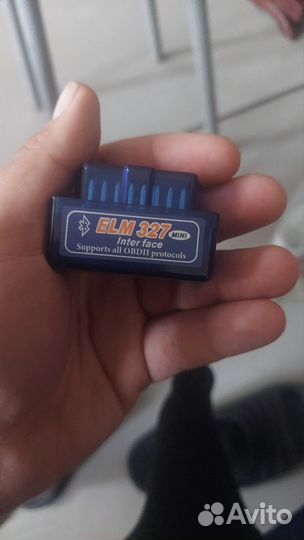 ELM 327 MINI
Inter face
Supports all OBDII protocols
Avito